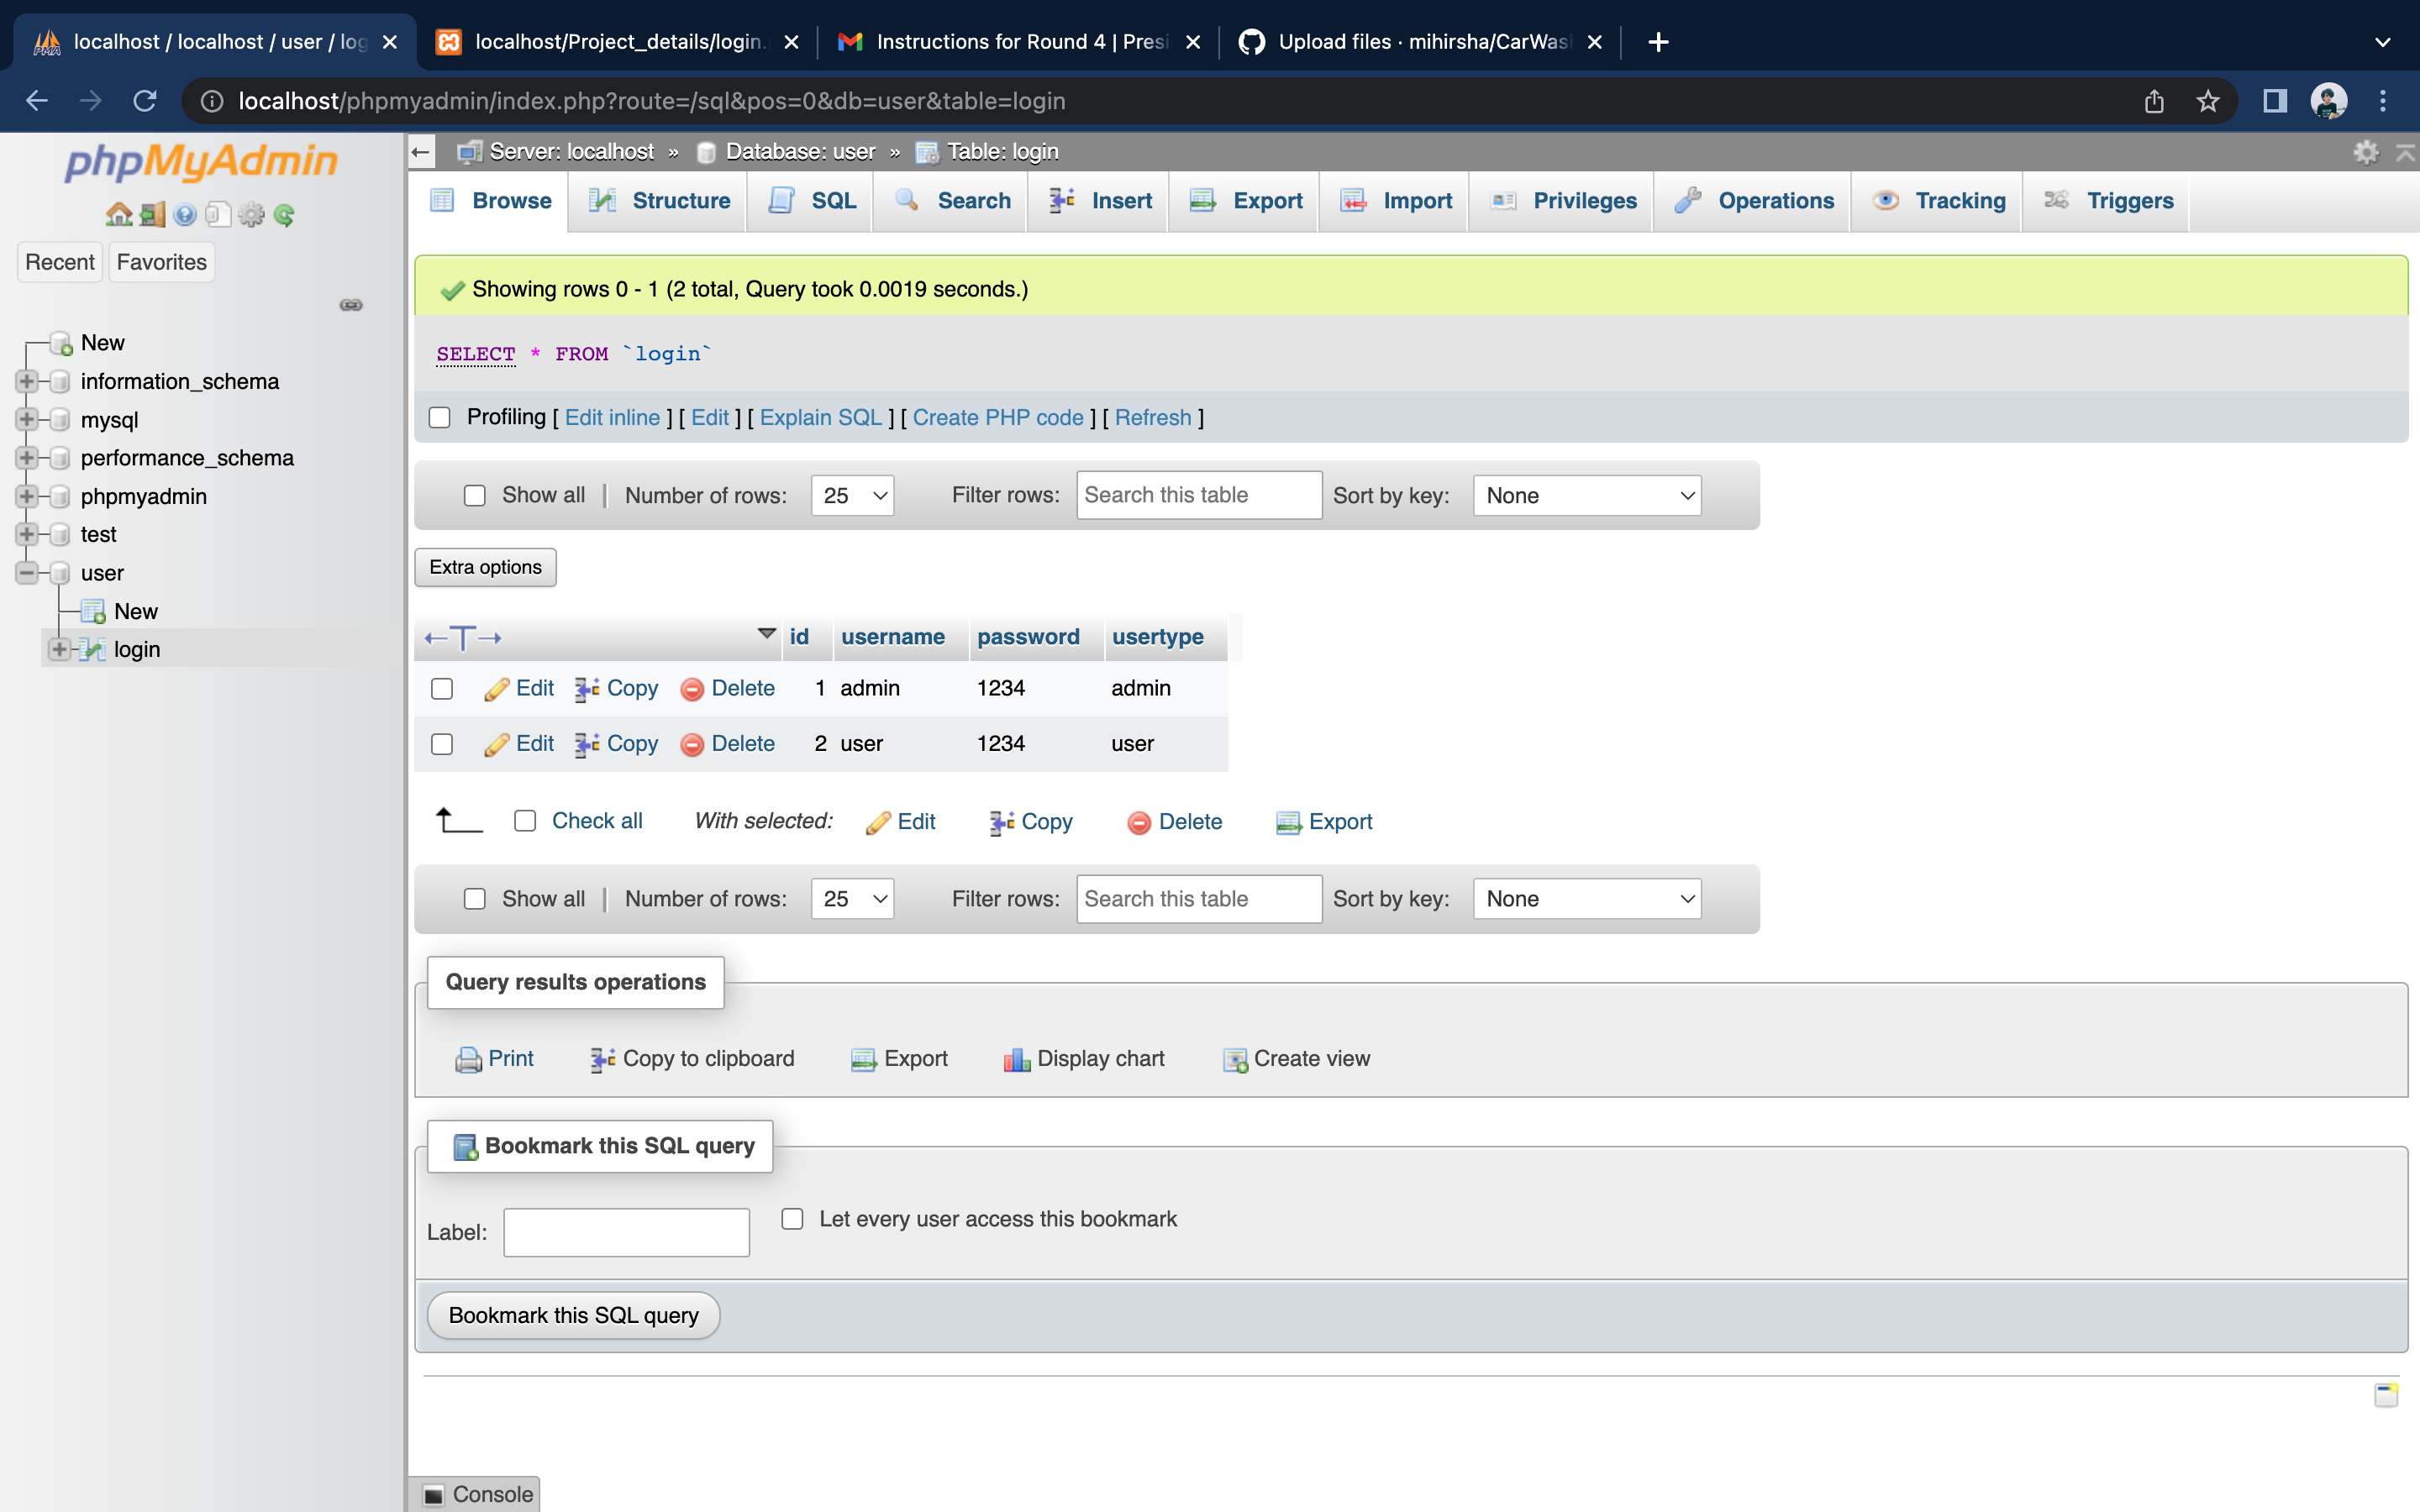 localhost / localhost / user / log
localhost/Project_details/login.
Instructions for Round 4 | Presi
Upload files · mihirsha/CarWas
localhost/phpmyadmin/index.php?route=/sql&pos=0&db=user&table=login
phpMyAdmin
Recent
Favorites
New
information_schema
mysql
performance_schema
phpmyadmin
test
user
New
login
Server: localhost » Database: user » Table: login
Browse Structure SQL Search Insert Export Import Privileges Operations Tracking Triggers
Showing rows 0 - 1 (2 total, Query took 0.0019 seconds.)
SELECT * FROM `login`
Profiling [ Edit inline ] [ Edit ] [ Explain SQL ] [ Create PHP code ] [ Refresh ]
Show all | Number of rows: 25 Filter rows: Search this table Sort by key: None
Extra options
←T→ id username password usertype
Edit Copy Delete 1 admin 1234 admin
Edit Copy Delete 2 user 1234 user
Check all With selected: Edit Copy Delete Export
Show all | Number of rows: 25 Filter rows: Search this table Sort by key: None
Query results operations
Print Copy to clipboard Export Display chart Create view
Bookmark this SQL query
Label: Let every user access this bookmark
Bookmark this SQL query
Console